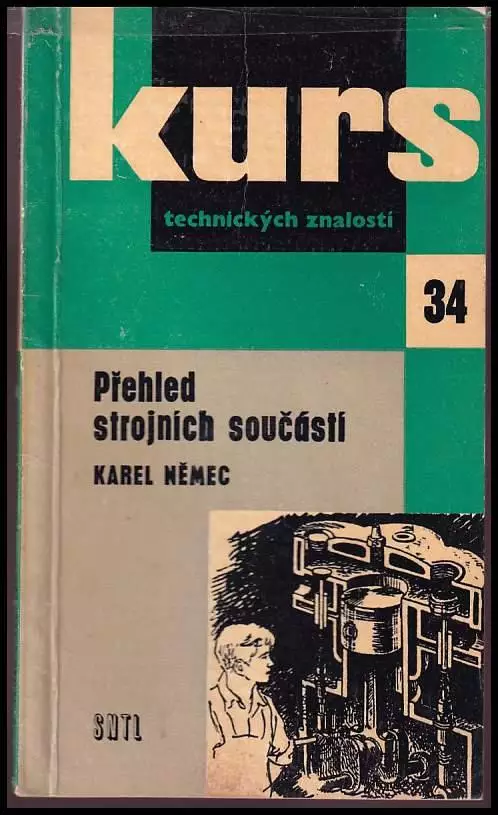 kurs
technických znalostí
34
Přehled
strojních součástí
KAREL NĚMEC
SNTL